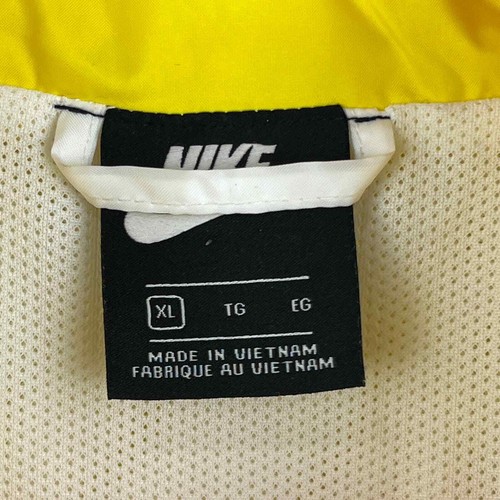 NIKE
XL TG EG
MADE IN VIETNAM
FABRIQUE AU VIETNAM